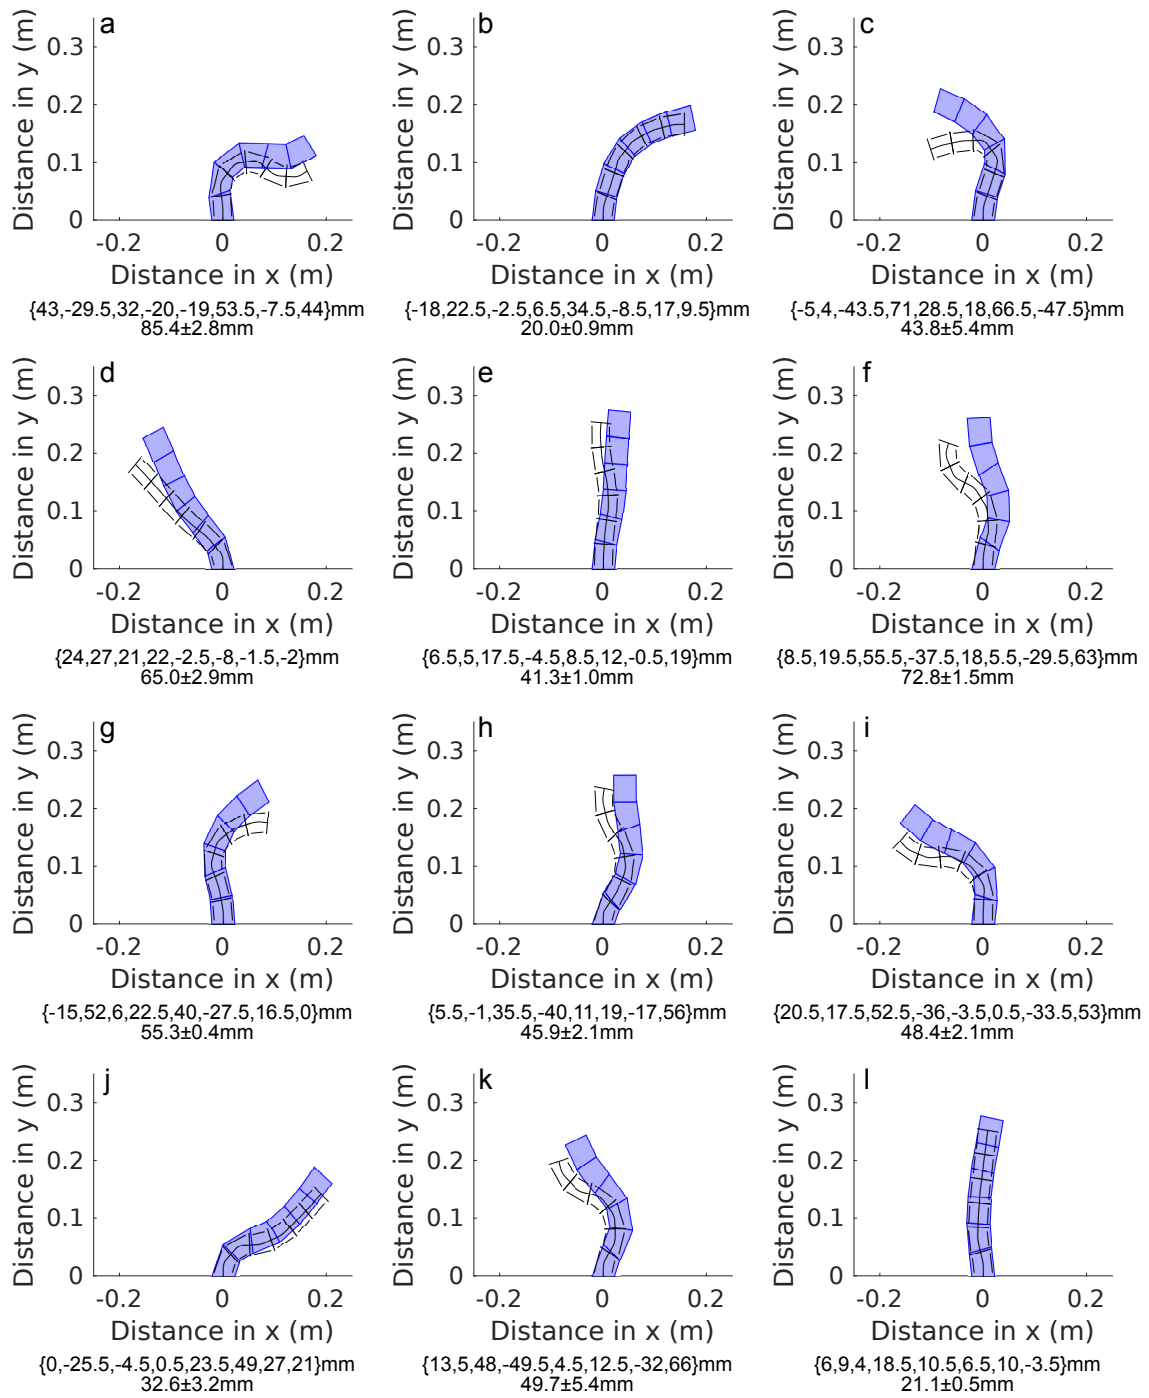 a
Distance in y (m)
0.3
0.2
0.1
0
-0.2 0 0.2
Distance in x (m)
{43,-29.5,32,-20,-19,53.5,-7.5,44}mm
85.4±2.8mm
b
Distance in y (m)
0.3
0.2
0.1
0
-0.2 0 0.2
Distance in x (m)
{-18,22.5,-2.5,6.5,34.5,-8.5,17,9.5}mm
20.0±0.9mm
c
Distance in y (m)
0.3
0.2
0.1
0
-0.2 0 0.2
Distance in x (m)
{-5,4,-43.5,71,28.5,18,66.5,-47.5}mm
43.8±5.4mm
d
Distance in y (m)
0.3
0.2
0.1
0
-0.2 0 0.2
Distance in x (m)
{24,27,21,22,-2.5,-8,-1.5,-2}mm
65.0±2.9mm
e
Distance in y (m)
0.3
0.2
0.1
0
-0.2 0 0.2
Distance in x (m)
{6.5,5,17.5,-4.5,8.5,12,-0.5,19}mm
41.3±1.0mm
f
Distance in y (m)
0.3
0.2
0.1
0
-0.2 0 0.2
Distance in x (m)
{8.5,19.5,55.5,-37.5,18,5.5,-29.5,63}mm
72.8±1.5mm
g
Distance in y (m)
0.3
0.2
0.1
0
-0.2 0 0.2
Distance in x (m)
{-15,52,6,22.5,40,-27.5,16.5,0}mm
55.3±0.4mm
h
Distance in y (m)
0.3
0.2
0.1
0
-0.2 0 0.2
Distance in x (m)
{5.5,-1,35.5,-40,11,19,-17,56}mm
45.9±2.1mm
i
Distance in y (m)
0.3
0.2
0.1
0
-0.2 0 0.2
Distance in x (m)
{20.5,17.5,52.5,-36,-3.5,0.5,-33.5,53}mm
48.4±2.1mm
j
Distance in y (m)
0.3
0.2
0.1
0
-0.2 0 0.2
Distance in x (m)
{0,-25.5,-4.5,0.5,23.5,49,27,21}mm
32.6±3.2mm
k
Distance in y (m)
0.3
0.2
0.1
0
-0.2 0 0.2
Distance in x (m)
{13,5,48,-49.5,4.5,12.5,-32,66}mm
49.7±5.4mm
l
Distance in y (m)
0.3
0.2
0.1
0
-0.2 0 0.2
Distance in x (m)
{6,9,4,18.5,10.5,6.5,10,-3.5}mm
21.1±0.5mm